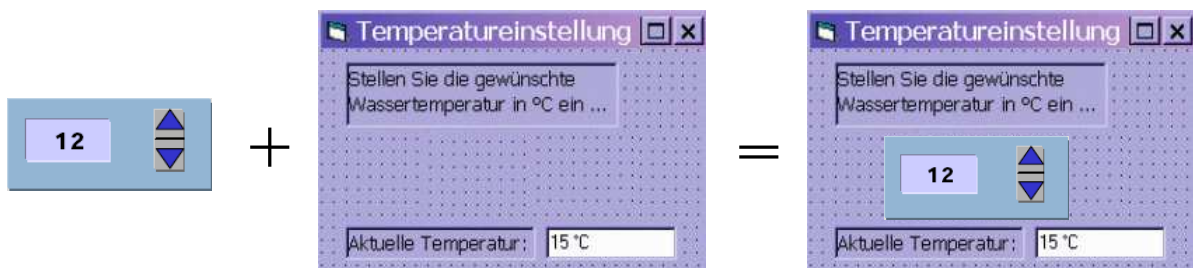 12
+
Temperatureinstellung
Stellen Sie die gewünschte
Wassertemperatur in ºC ein ...
Aktuelle Temperatur:
15 °C
=
Temperatureinstellung
Stellen Sie die gewünschte
Wassertemperatur in ºC ein ...
12
Aktuelle Temperatur:
15 °C